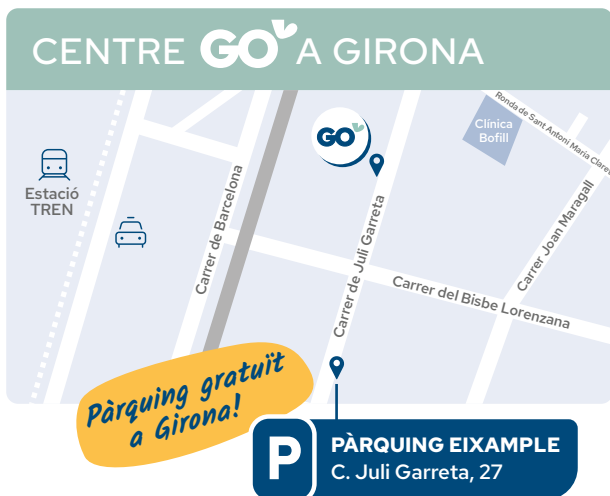 CENTRE GO A GIRONA
Ronda de Sant Antoni Maria Claret
Clínica
Bofill
GO
Estació
TREN
Carrer de Barcelona
Carrer de Juli Garreta
Carrer Joan Maragall
Carrer del Bisbe Lorenzana
Pàrquing gratuït
a Girona!
P
PÀRQUING EIXAMPLE
C. Juli Garreta, 27